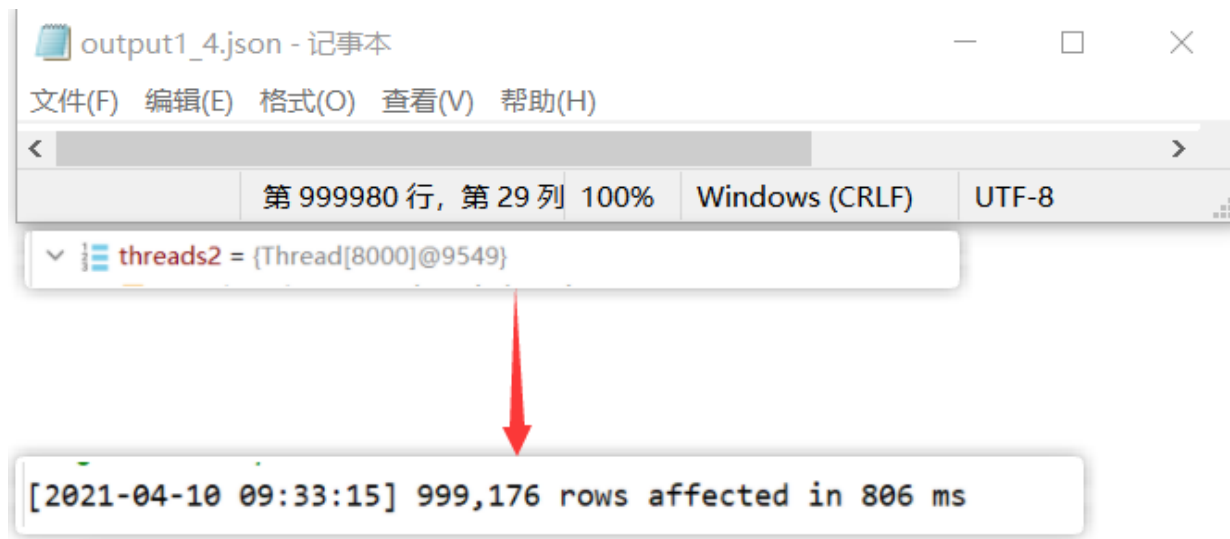 output1_4.json - 记事本
文件(F) 编辑(E) 格式(O) 查看(V) 帮助(H)
第 999980 行，第 29 列 100% Windows (CRLF) UTF-8
threads2 = {Thread[8000]@9549}
[2021-04-10 09:33:15] 999,176 rows affected in 806 ms